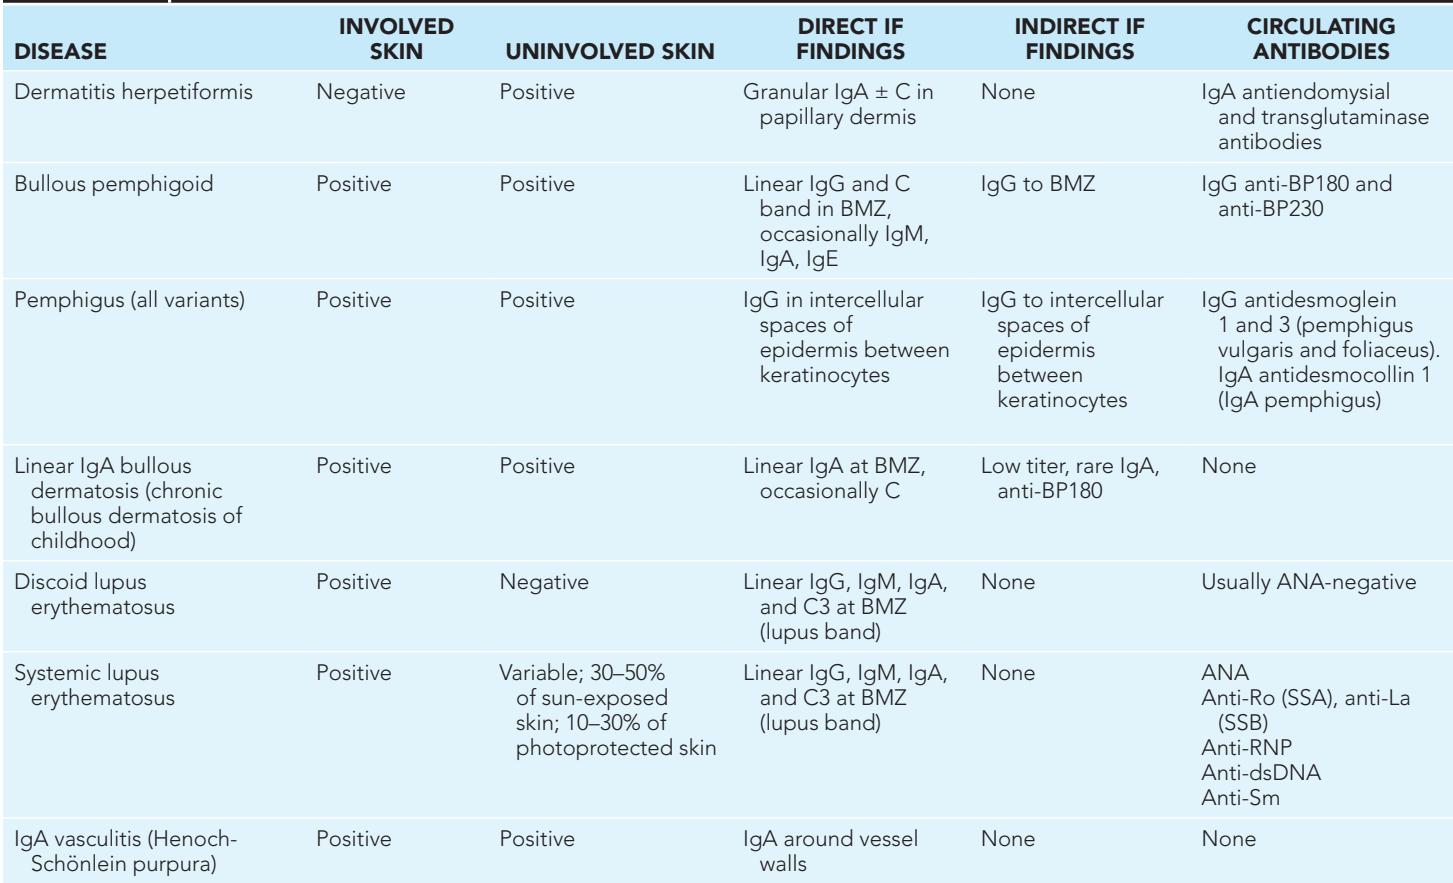 DISEASE INVOLVED SKIN UNINVOLVED SKIN DIRECT IF FINDINGS INDIRECT IF FINDINGS CIRCULATING ANTIBODIES
Dermatitis herpetiformis Negative Positive Granular IgA ± C in None IgA antiendomysial
papillary dermis and transglutaminase
antibodies
Bullous pemphigoid Positive Positive Linear IgG and C IgG to BMZ IgG anti-BP180 and
band in BMZ, anti-BP230
occasionally IgM,
IgA, IgE
Pemphigus (all variants) Positive Positive IgG in intercellular IgG to intercellular IgG antidesmoglein
spaces of spaces of 1 and 3 (pemphigus
epidermis between epidermis vulgaris and foliaceus).
keratinocytes between IgA antidesmocollin 1
keratinocytes (IgA pemphigus)
Linear IgA bullous Positive Positive Linear IgA at BMZ, Low titer, rare IgA, None
dermatosis (chronic occasionally C anti-BP180
bullous dermatosis of
childhood)
Discoid lupus Positive Negative Linear IgG, IgM, IgA, None Usually ANA-negative
erythematosus and C3 at BMZ
(lupus band)
Systemic lupus Positive Variable; 30–50% Linear IgG, IgM, IgA, None ANA
erythematosus of sun-exposed and C3 at BMZ Anti-Ro (SSA), anti-La
skin; 10–30% of (lupus band) (SSB)
photoprotected skin Anti-RNP
Anti-dsDNA
Anti-Sm
IgA vasculitis (Henoch- Positive Positive IgA around vessel None None
Schönlein purpura) walls